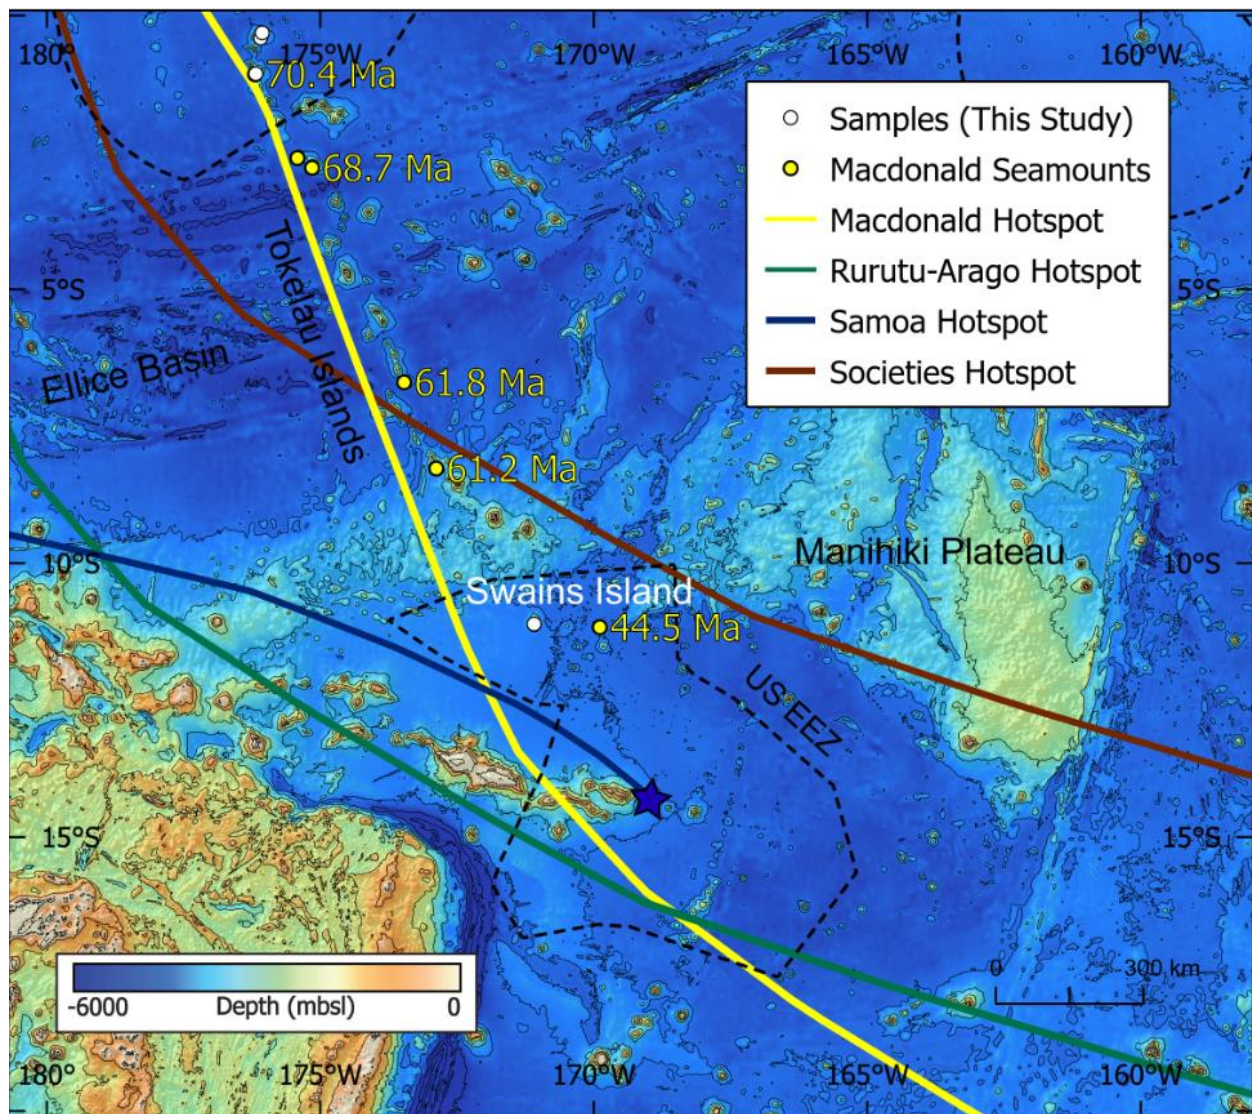 180° 175°W 170°W 165°W 160°W
70.4 Ma
Samples (This Study)
Macdonald Seamounts
68.7 Ma
Macdonald Hotspot
Tokelau Islands
Rurutu-Arago Hotspot
5°S 5°S
Samoa Hotspot
Ellice Basin
Societies Hotspot
61.8 Ma
61.2 Ma
Manihiki Plateau
10°S 10°S
Swains Island
44.5 Ma
US EEZ
15°S 15°S
0 300 km
-6000 Depth (mbsl) 0
180° 175°W 170°W 165°W 160°W